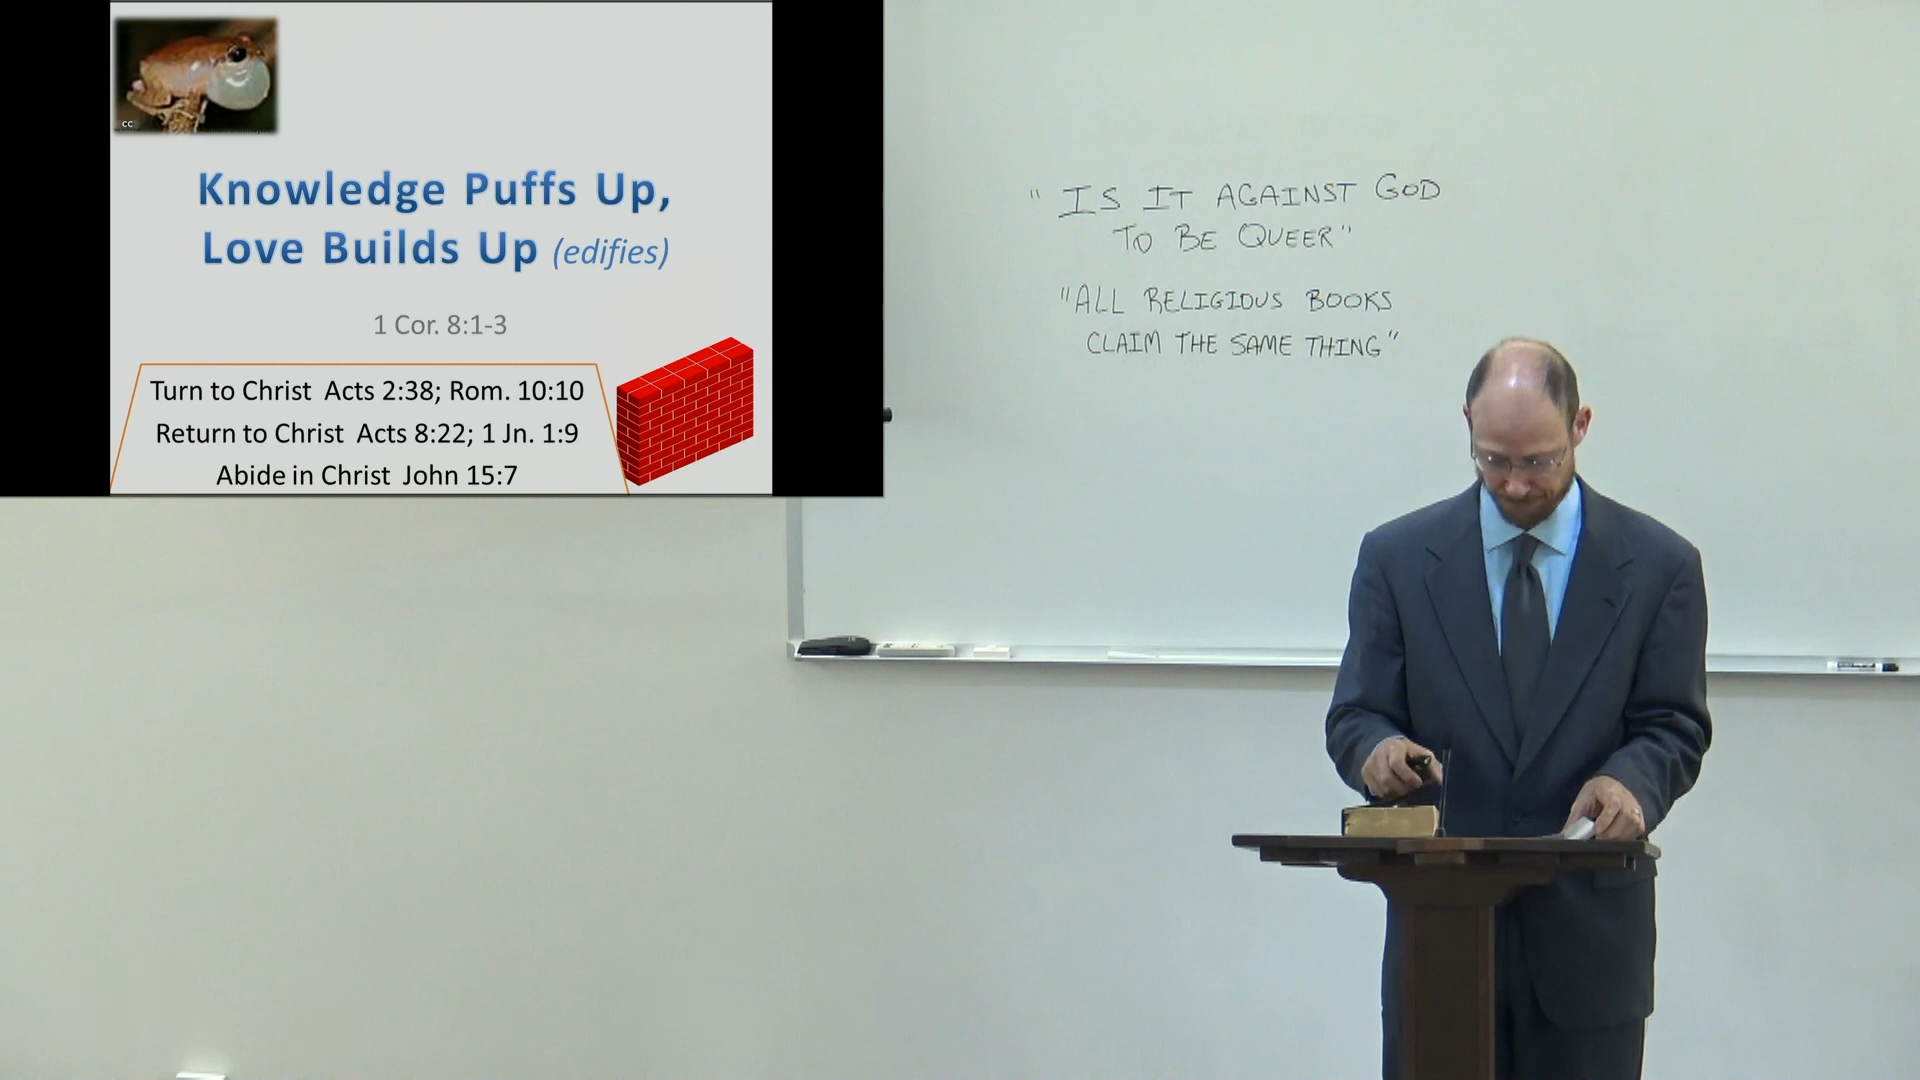 cc
Knowledge Puffs Up,
Love Builds Up (edifies)
1 Cor. 8:1-3
Turn to Christ Acts 2:38; Rom. 10:10
Return to Christ Acts 8:22; 1 Jn. 1:9
Abide in Christ John 15:7
" IS IT AGAINST GOD
TO BE QUEER"
"ALL RELIGIOUS BOOKS
CLAIM THE SAME THING"